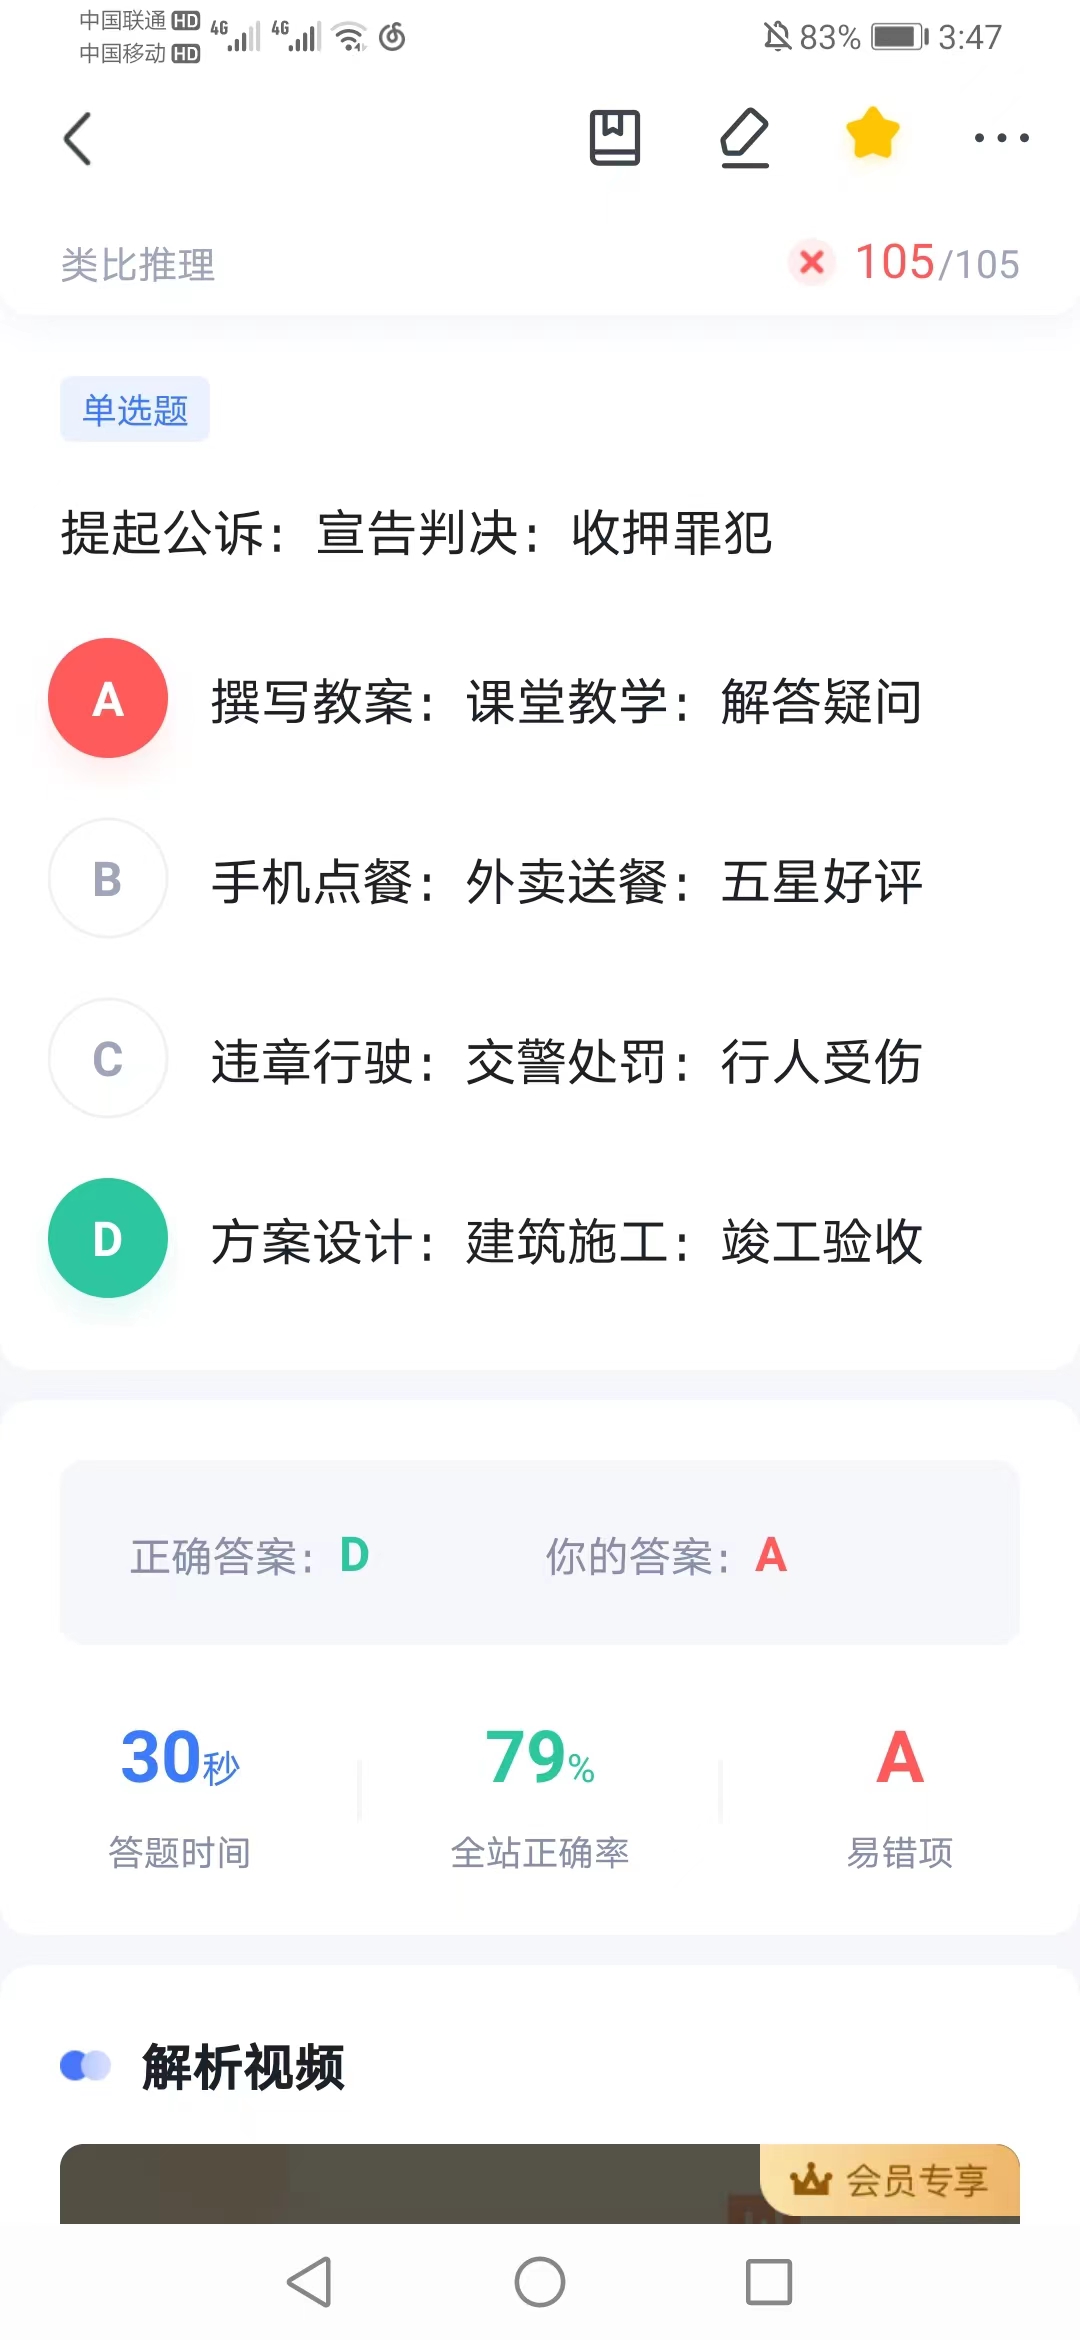 中国联通 HD 4G 4G 83% 3:47
中国移动 HD
类比推理 105/105
单选题
提起公诉：宣告判决：收押罪犯
A 撰写教案：课堂教学：解答疑问
B 手机点餐：外卖送餐：五星好评
C 违章行驶：交警处罚：行人受伤
D 方案设计：建筑施工：竣工验收
正确答案：D 你的答案：A
30秒 79% A
答题时间 全站正确率 易错项
解析视频
会员专享